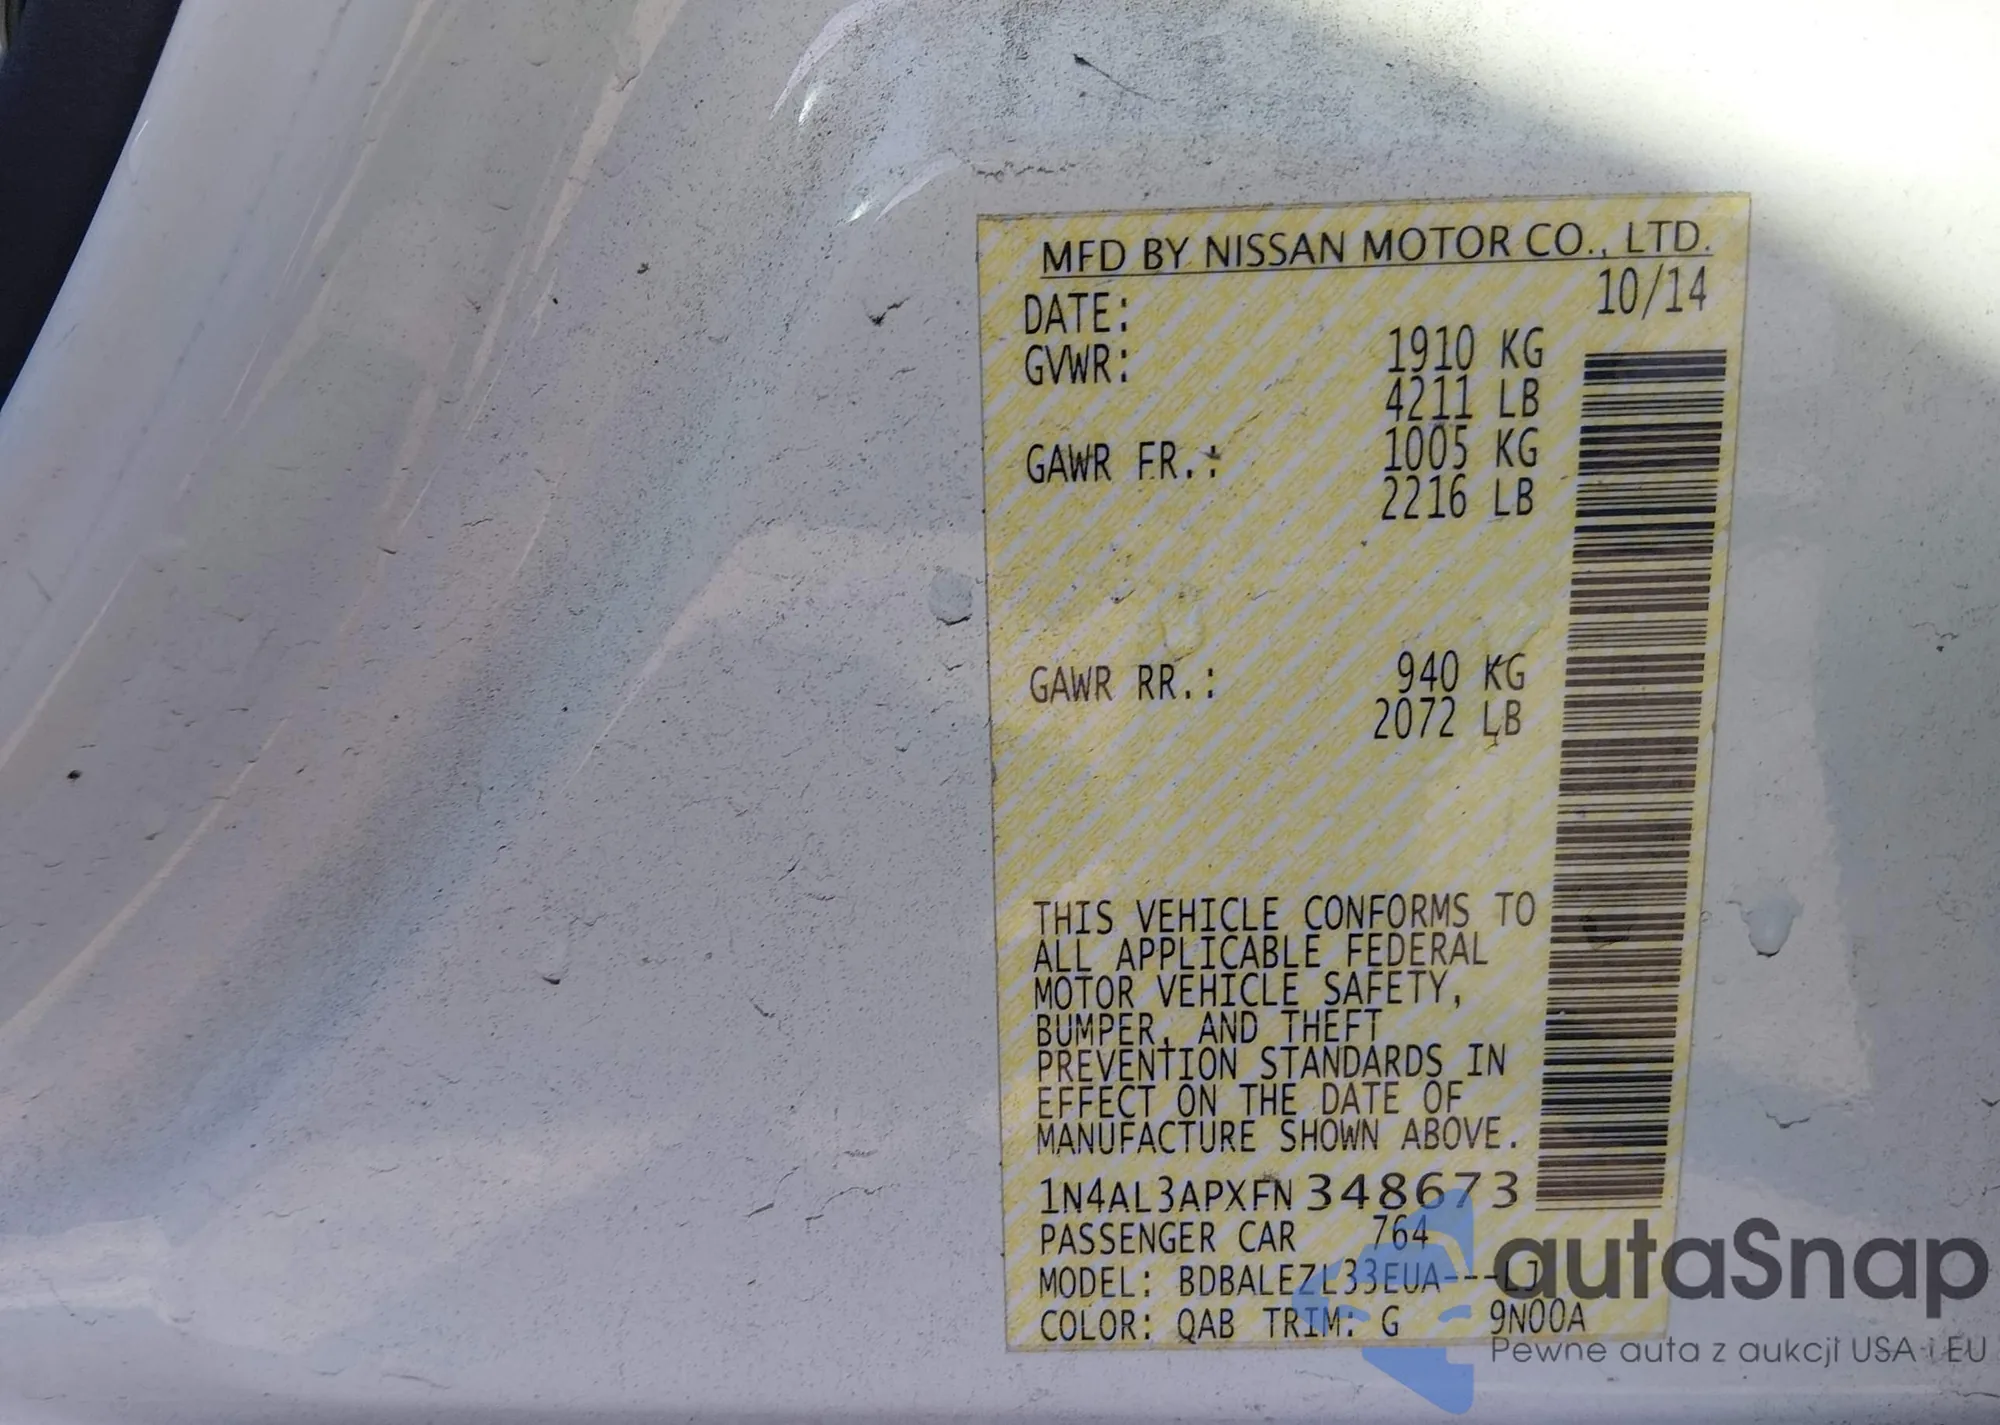 MFD BY NISSAN MOTOR CO., LTD.
DATE: 10/14
GVWR: 1910 KG
4211 LB
GAWR FR.: 1005 KG
2216 LB
GAWR RR.: 940 KG
2072 LB
THIS VEHICLE CONFORMS TO
ALL APPLICABLE FEDERAL
MOTOR VEHICLE SAFETY,
BUMPER, AND THEFT
PREVENTION STANDARDS IN
EFFECT ON THE DATE OF
MANUFACTURE SHOWN ABOVE.
1N4AL3APXFN348673
PASSENGER CAR 764
MODEL: BDBALEZL33EUA---LJ
COLOR: QAB TRIM: G 9N00A
autaSnap
Pewne auta z aukcji USA i EU